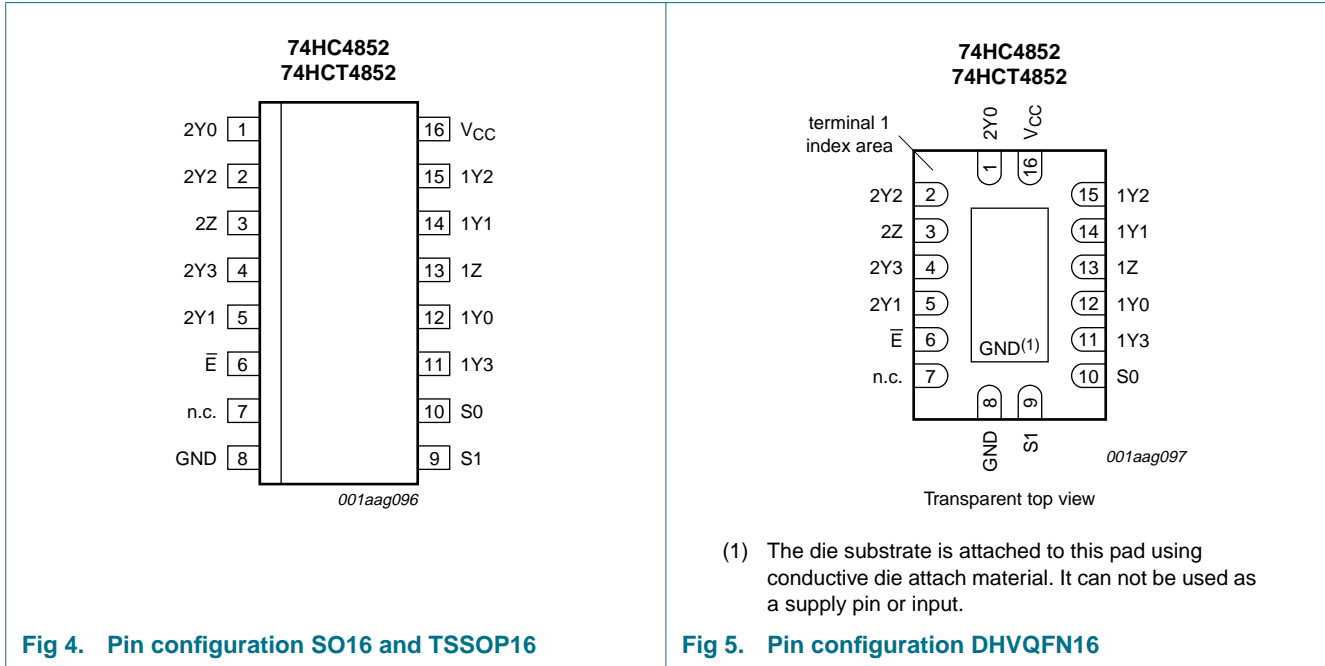 74HC4852
74HCT4852
2Y0 1
16 VCC
2Y2 2
15 1Y2
2Z 3
14 1Y1
2Y3 4
13 1Z
2Y1 5
12 1Y0
E̅ 6
11 1Y3
n.c. 7
10 S0
GND 8
9 S1
001aag096
Fig 4. Pin configuration SO16 and TSSOP16
74HC4852
74HCT4852
terminal 1
index area
2Y0
VCC
1
16
2Y2 2
15 1Y2
2Z 3
14 1Y1
2Y3 4
13 1Z
2Y1 5
12 1Y0
E̅ 6
11 1Y3
GND(1)
n.c. 7
10 S0
8
9
GND
S1
001aag097
Transparent top view
(1) The die substrate is attached to this pad using
conductive die attach material. It can not be used as
a supply pin or input.
Fig 5. Pin configuration DHVQFN16